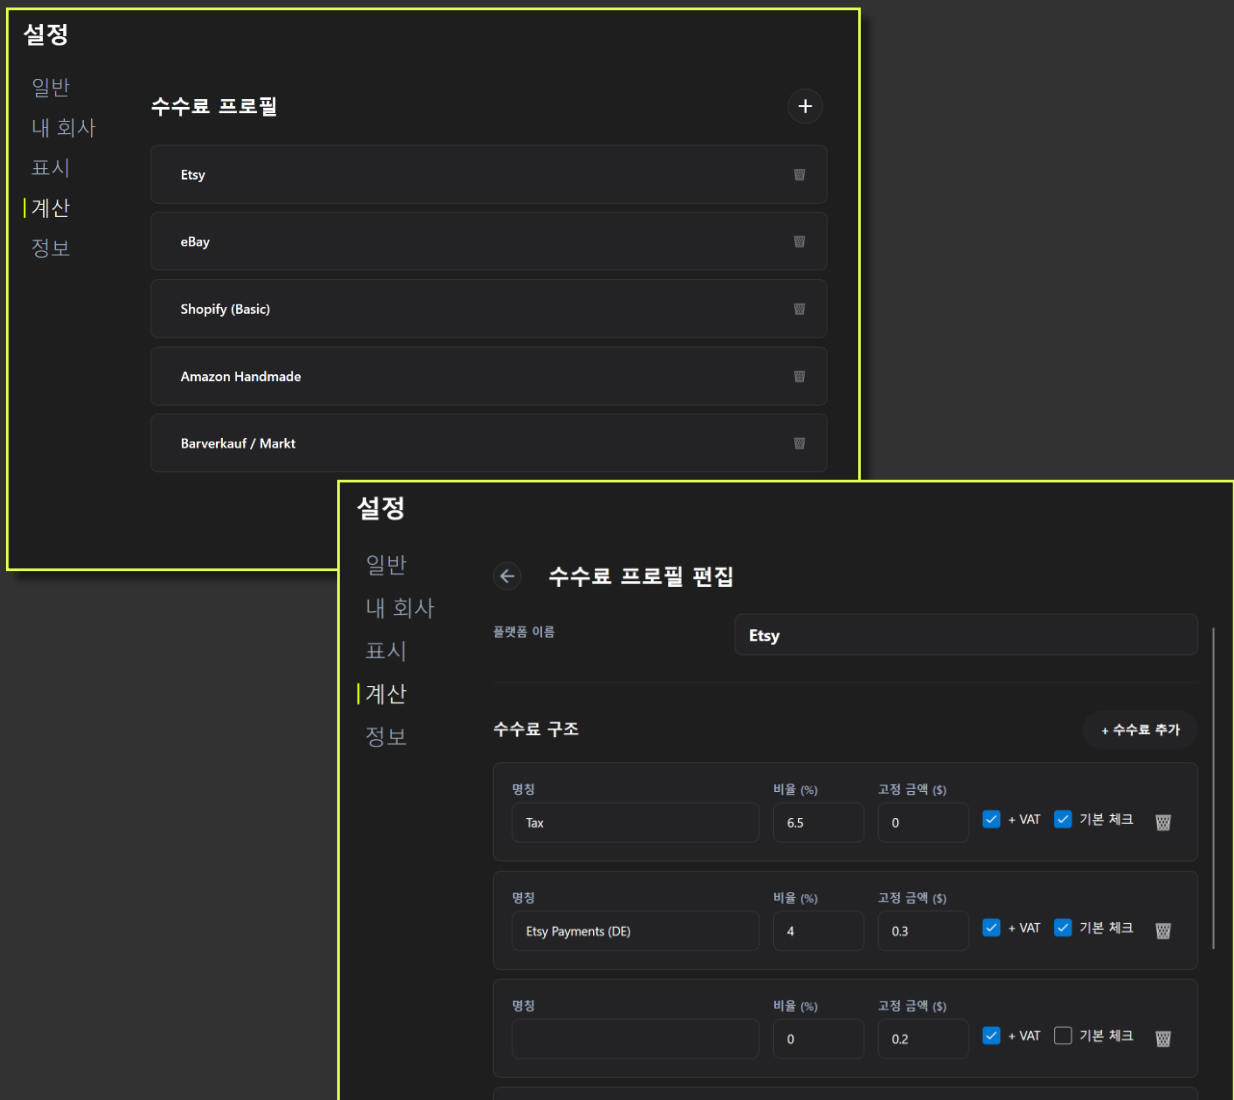 설정
일반
내 회사
표시
계산
정보
수수료 프로필
+
Etsy
eBay
Shopify (Basic)
Amazon Handmade
Barverkauf / Markt
설정
일반
내 회사
표시
계산
정보
수수료 프로필 편집
플랫폼 이름
Etsy
수수료 구조
+ 수수료 추가
명칭 비율 (%) 고정 금액 ($)
Tax 6.5 0 + VAT 기본 체크
명칭 비율 (%) 고정 금액 ($)
Etsy Payments (DE) 4 0.3 + VAT 기본 체크
명칭 비율 (%) 고정 금액 ($)
0 0.2 + VAT 기본 체크